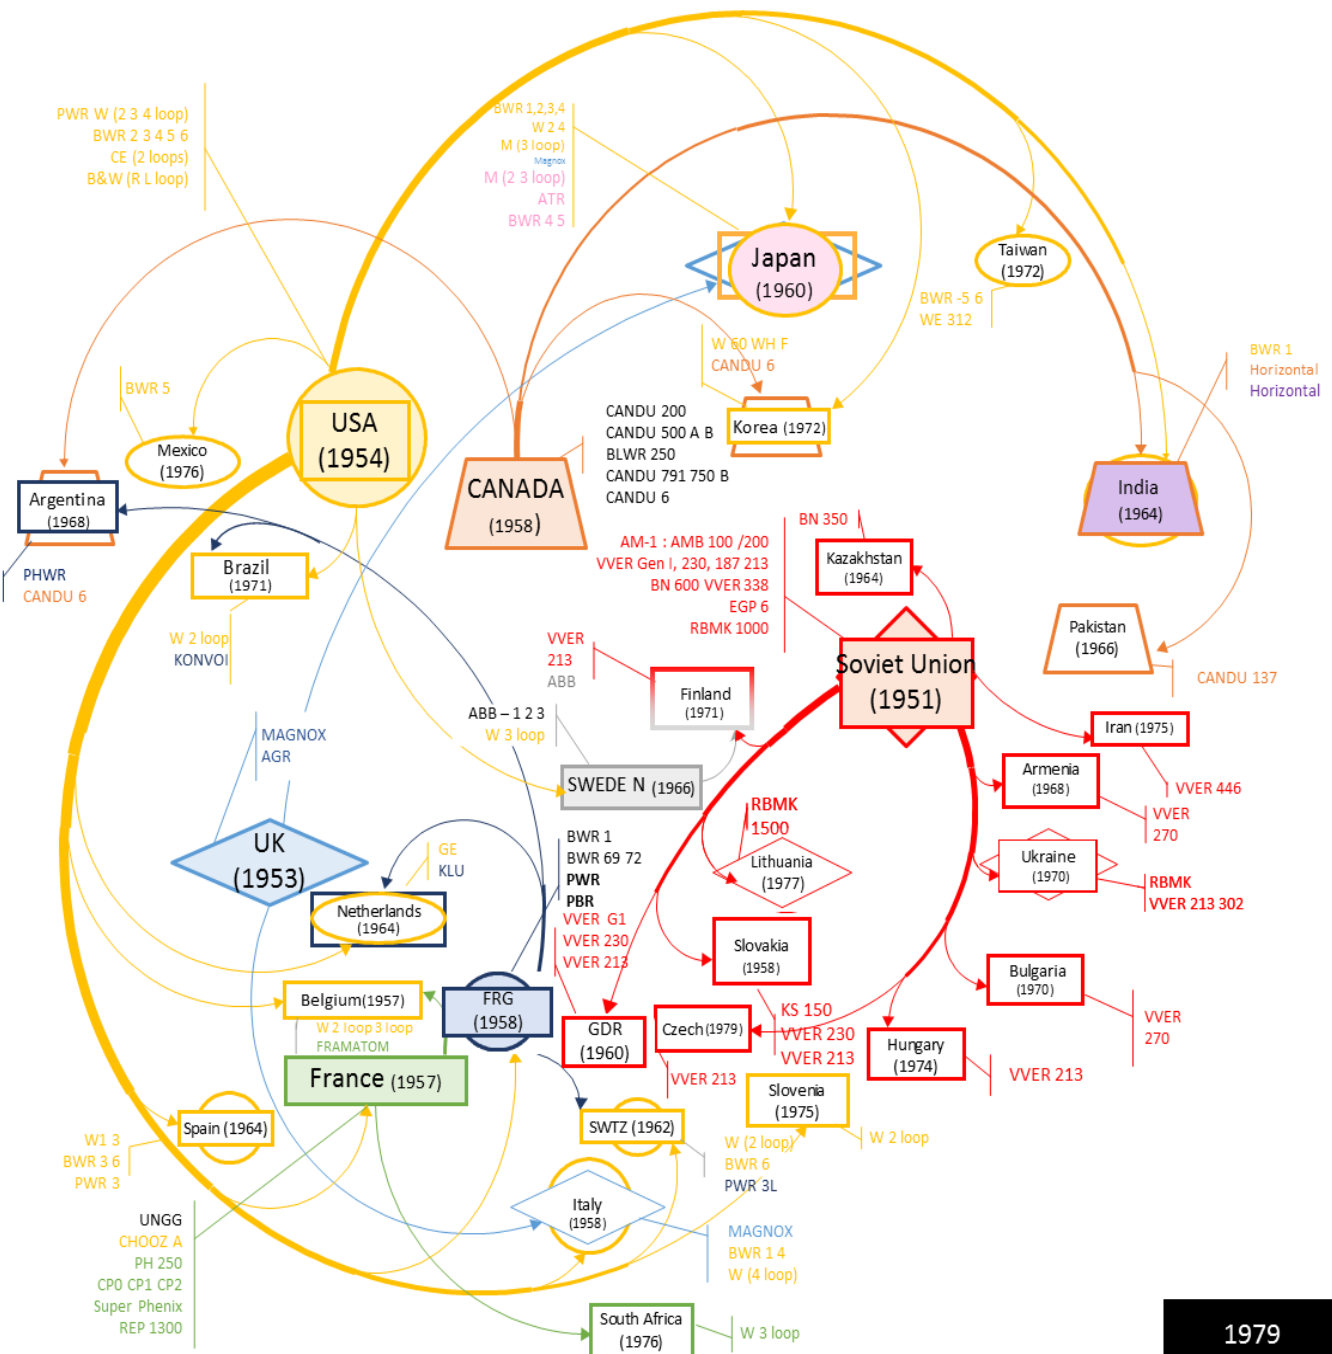 PWR W (2 3 4 loop)
BWR 2 3 4 5 6
CE (2 loops)
B&W (R L loop)
BWR 1,2,3,4
W 2 4
M (3 loop)
Magnox
M (2 3 loop)
ATR
BWR 4 5
Japan
(1960)
Taiwan
(1972)
BWR -5 6
WE 312
W 60 WH F
CANDU 6
BWR 1
Horizontal
Horizontal
BWR 5
Mexico
(1976)
USA
(1954)
Korea (1972)
CANDU 200
CANDU 500 A B
BLWR 250
CANDU 791 750 B
CANDU 6
CANADA
(1958)
India
(1964)
Argentina
(1968)
PHWR
CANDU 6
Brazil
(1971)
W 2 loop
KONVOI
BN 350
AM-1 : AMB 100 /200
VVER Gen I, 230, 187 213
BN 600 VVER 338
EGP 6
RBMK 1000
Kazakhstan
(1964)
Pakistan
(1966)
CANDU 137
VVER
213
ABB
Finland
(1971)
Soviet Union
(1951)
ABB – 1 2 3
W 3 loop
SWEDE N (1966)
Iran (1975)
VVER 446
Armenia
(1968)
VVER
270
MAGNOX
AGR
UK
(1953)
RBMK
1500
Lithuania
(1977)
Ukraine
(1970)
RBMK
VVER 213 302
GE
KLU
Netherlands
(1964)
BWR 1
BWR 69 72
PWR
PBR
VVER G1
VVER 230
VVER 213
Slovakia
(1958)
KS 150
VVER 230
VVER 213
Bulgaria
(1970)
VVER
270
Belgium(1957)
W 2 loop 3 loop
FRAMATOM
FRG
(1958)
GDR
(1960)
Czech (1979)
VVER 213
Hungary
(1974)
VVER 213
France (1957)
Spain (1964)
W1 3
BWR 3 6
PWR 3
SWTZ (1962)
W (2 loop)
BWR 6
PWR 3L
Slovenia
(1975)
W 2 loop
Italy
(1958)
MAGNOX
BWR 1 4
W (4 loop)
UNGG
CHOOZ A
PH 250
CP0 CP1 CP2
Super Phenix
REP 1300
South Africa
(1976)
W 3 loop
1979